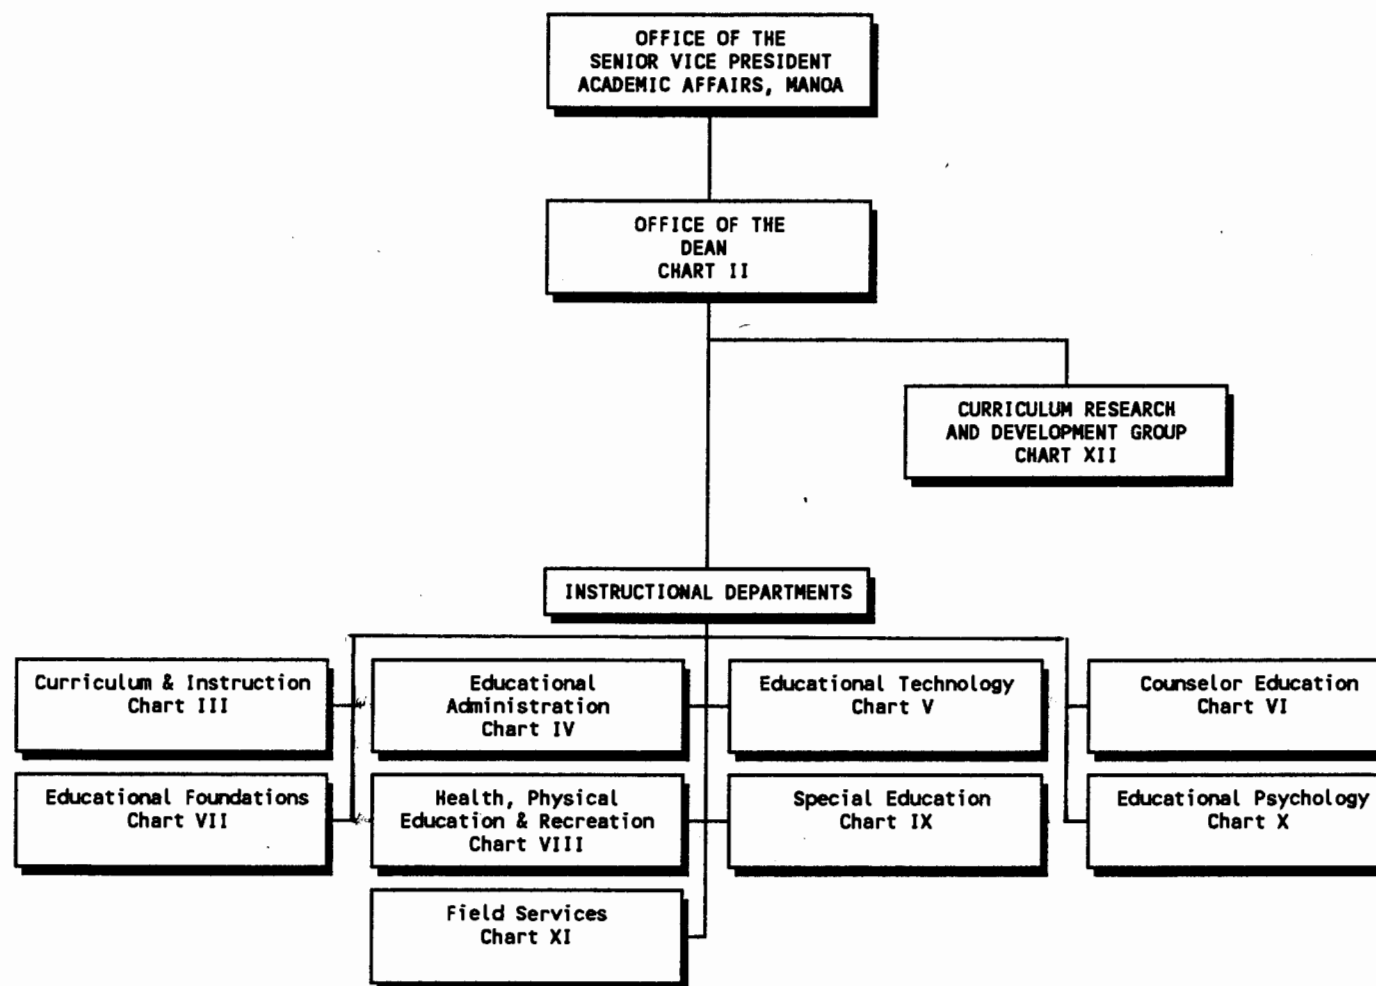 OFFICE OF THE
SENIOR VICE PRESIDENT
ACADEMIC AFFAIRS, MANOA
OFFICE OF THE
DEAN
CHART II
CURRICULUM RESEARCH
AND DEVELOPMENT GROUP
CHART XII
INSTRUCTIONAL DEPARTMENTS
Curriculum & Instruction
Chart III
Educational
Administration
Chart IV
Educational Technology
Chart V
Counselor Education
Chart VI
Educational Foundations
Chart VII
Health, Physical
Education & Recreation
Chart VIII
Special Education
Chart IX
Educational Psychology
Chart X
Field Services
Chart XI